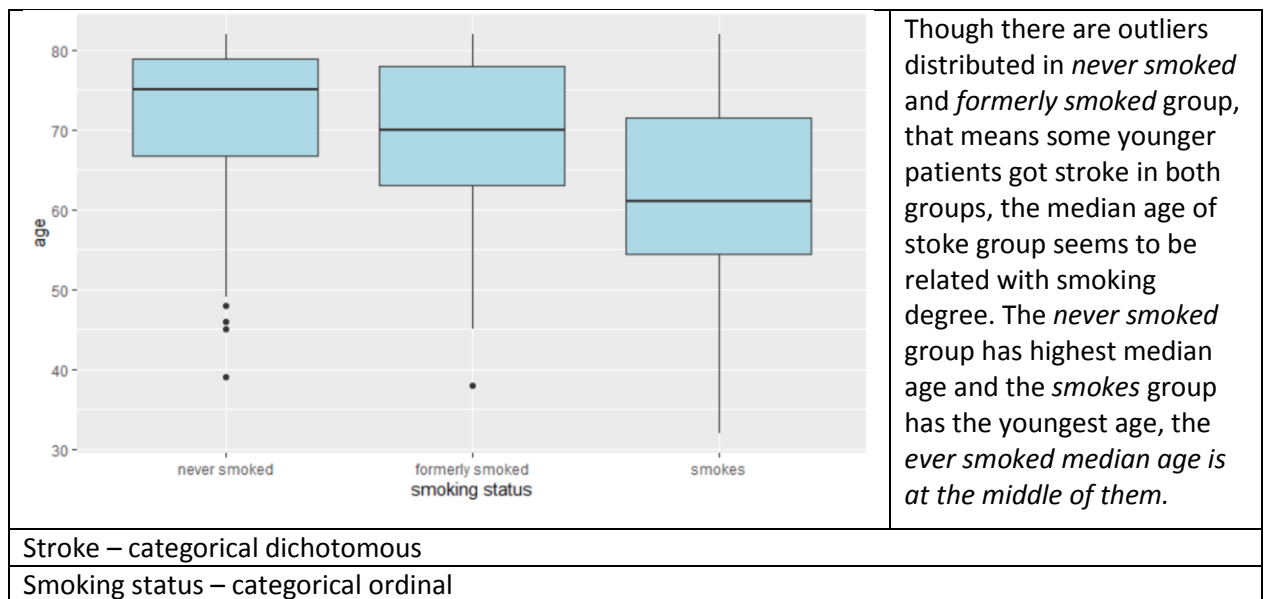 80
70
60
50
40
30
age
never smoked
formerly smoked
smokes
smoking status
Though there are outliers
distributed in never smoked
and formerly smoked group,
that means some younger
patients got stroke in both
groups, the median age of
stoke group seems to be
related with smoking
degree. The never smoked
group has highest median
age and the smokes group
has the youngest age, the
ever smoked median age is
at the middle of them.
Stroke – categorical dichotomous
Smoking status – categorical ordinal